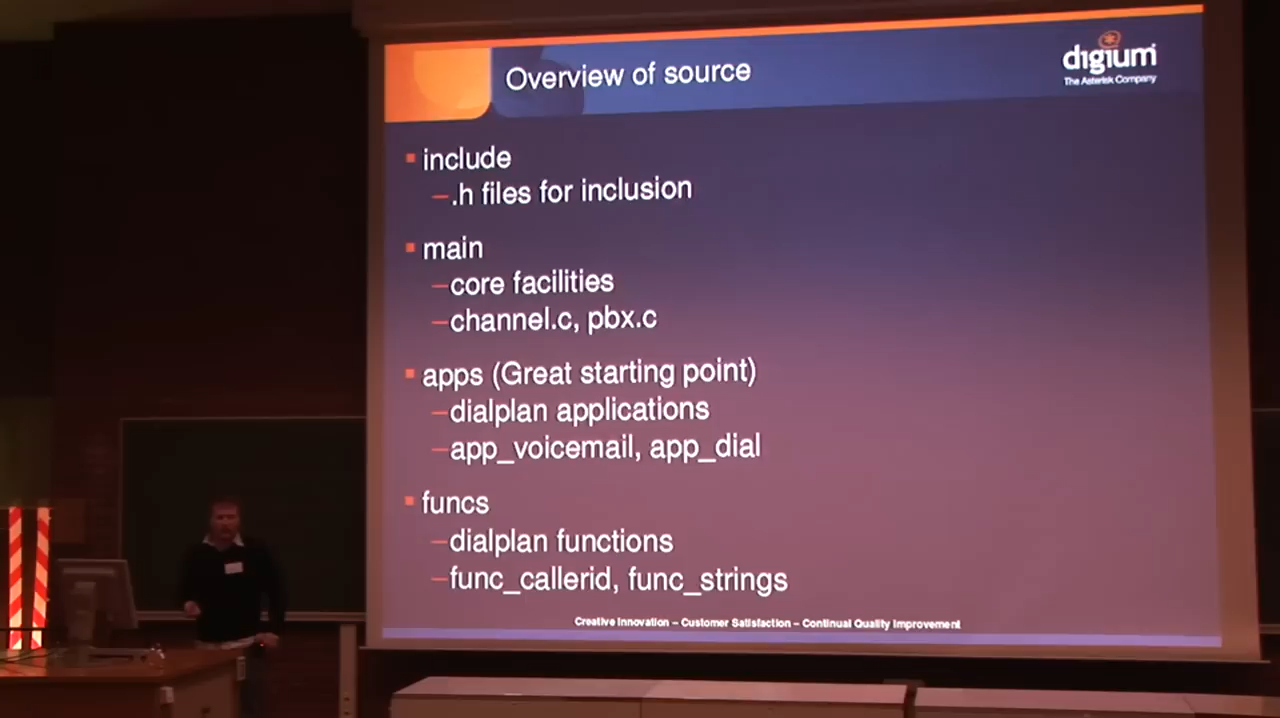 Overview of source
digium
The Asterisk Company
▪ include
–.h files for inclusion
▪ main
–core facilities
–channel.c, pbx.c
▪ apps (Great starting point)
–dialplan applications
–app_voicemail, app_dial
▪ funcs
–dialplan functions
–func_callerid, func_strings
Creative Innovation – Customer Satisfaction – Continual Quality Improvement